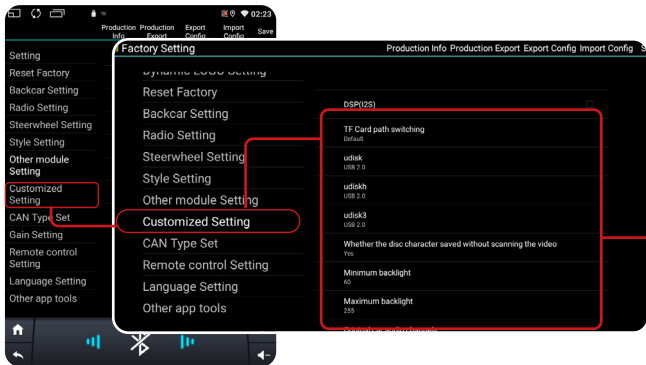 02:23
Production Info
Production Export
Export Config
Import Config
Save
Setting
Reset Factory
Backcar Setting
Radio Setting
Steerwheel Setting
Style Setting
Other module
Setting
Customized
Setting
CAN Type Set
Gain Setting
Remote control
Setting
Language Setting
Other app tools
Factory Setting
Production Info Production Export Export Config Import Config S
Dynamic LOGO Setting
Reset Factory
Backcar Setting
Radio Setting
Steerwheel Setting
Style Setting
Other module Setting
Customized Setting
CAN Type Set
Remote control Setting
Language Setting
Other app tools
DSP(I2S)
TF Card path switching
Default
udisk
USB 2.0
udiskh
USB 2.0
udisk3
USB 2.0
Whether the disc character saved without scanning the video
Yes
Minimum backlight
60
Maximum backlight
255
Original car audio channels